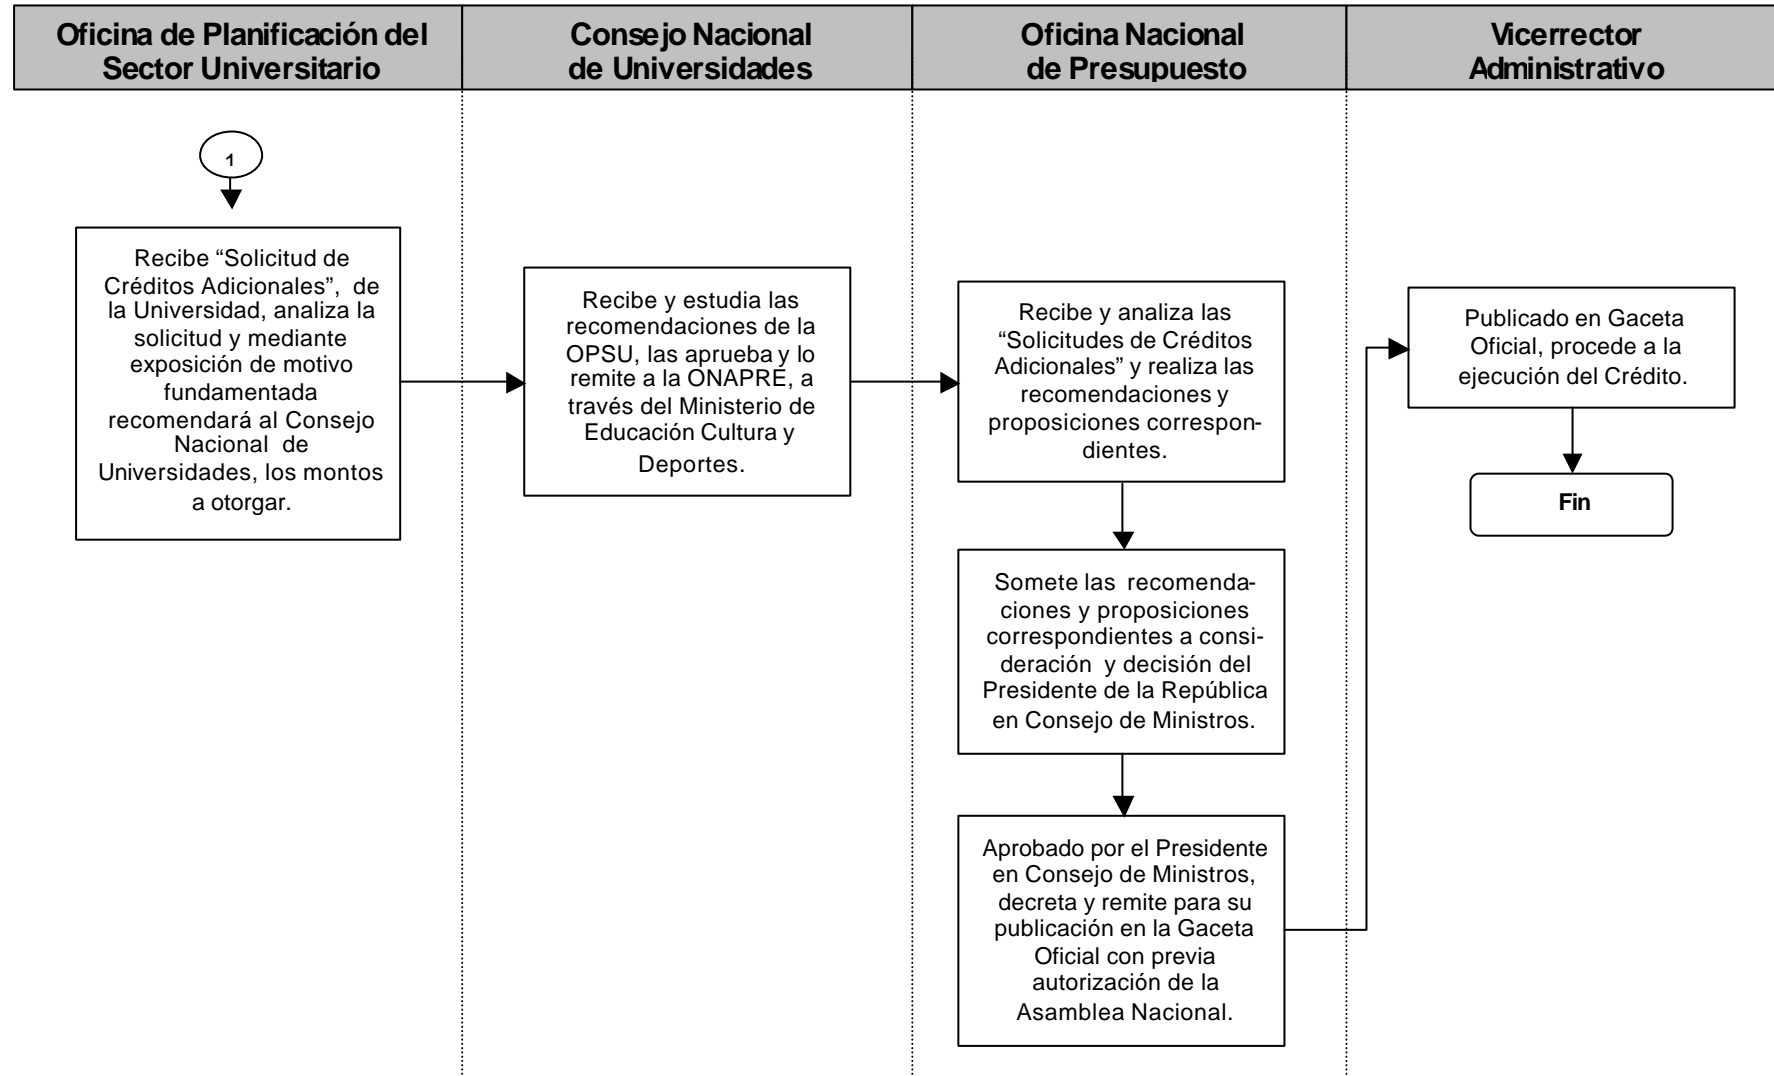 Oficina de Planificación del
Sector Universitario
Consejo Nacional
de Universidades
Oficina Nacional
de Presupuesto
Vicerrector
Administrativo
1
Recibe “Solicitud de
Créditos Adicionales”, de
la Universidad, analiza la
solicitud y mediante
exposición de motivo
fundamentada
recomendará al Consejo
Nacional de
Universidades, los montos
a otorgar.
Recibe y estudia las
recomendaciones de la
OPSU, las aprueba y lo
remite a la ONAPRE, a
través del Ministerio de
Educación Cultura y
Deportes.
Recibe y analiza las
“Solicitudes de Créditos
Adicionales” y realiza las
recomendaciones y
proposiciones correspon-
dientes.
Somete las recomenda-
ciones y proposiciones
correspondientes a consi-
deración y decisión del
Presidente de la República
en Consejo de Ministros.
Aprobado por el Presidente
en Consejo de Ministros,
decreta y remite para su
publicación en la Gaceta
Oficial con previa
autorización de la
Asamblea Nacional.
Publicado en Gaceta
Oficial, procede a la
ejecución del Crédito.
Fin